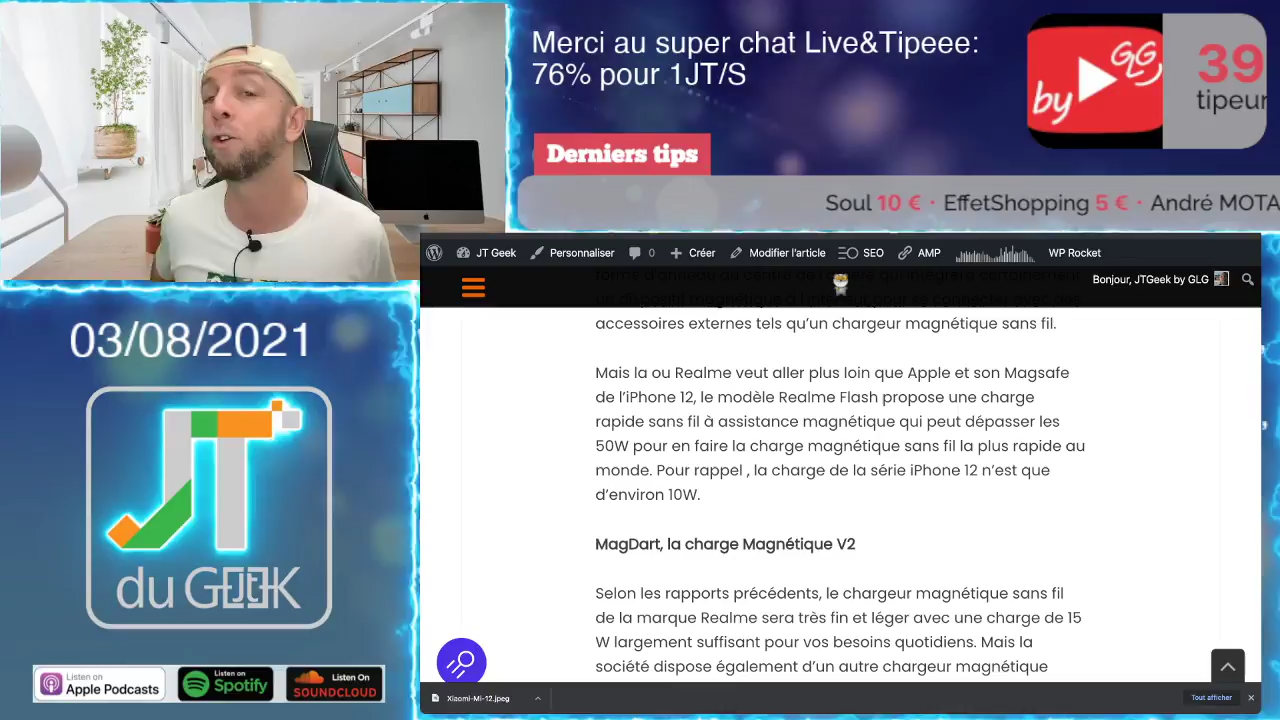 Merci au super chat Live&Tipeee:
76% pour 1JT/S
by GLG
39
tipeur
Derniers tips
Soul 10 € · EffetShopping 5 € · André MOTA
JT Geek Personnaliser 0 Créer Modifier l'article SEO AMP WP Rocket
Bonjour, JTGeek by GLG
accessoires externes tels qu'un chargeur magnétique sans fil.
Mais la ou Realme veut aller plus loin que Apple et son Magsafe
de l'iPhone 12, le modèle Realme Flash propose une charge
rapide sans fil à assistance magnétique qui peut dépasser les
50W pour en faire la charge magnétique sans fil la plus rapide au
monde. Pour rappel , la charge de la série iPhone 12 n'est que
d'environ 10W.
MagDart, la charge Magnétique V2
Selon les rapports précédents, le chargeur magnétique sans fil
de la marque Realme sera très fin et léger avec une charge de 15
W largement suffisant pour vos besoins quotidiens. Mais la
société dispose également d'un autre chargeur magnétique
Xiaomi-Mi-12.jpeg
Tout afficher
03/08/2021
JT
du GEEK
Listen on
Apple Podcasts
Listen on
Spotify
Listen On
SOUNDCLOUD